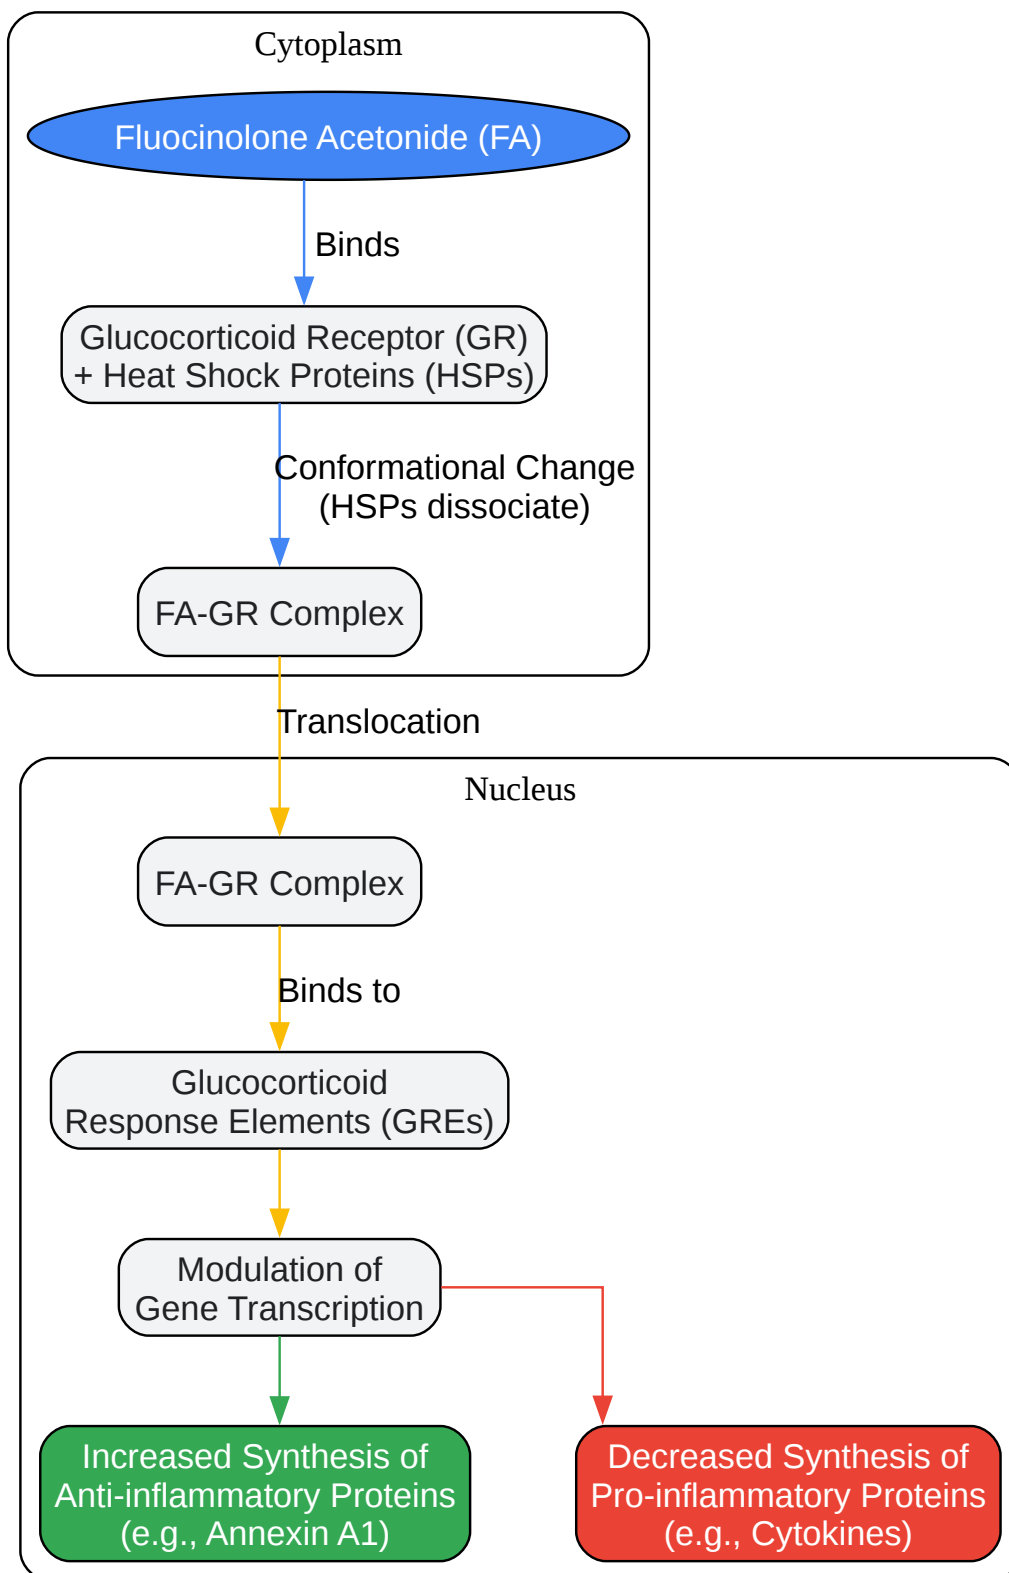 Cytoplasm
Fluocinolone Acetonide (FA)
Binds
Glucocorticoid Receptor (GR)
+ Heat Shock Proteins (HSPs)
Conformational Change
(HSPs dissociate)
FA-GR Complex
Translocation
Nucleus
FA-GR Complex
Binds to
Glucocorticoid
Response Elements (GREs)
Modulation of
Gene Transcription
Increased Synthesis of
Anti-inflammatory Proteins
(e.g., Annexin A1)
Decreased Synthesis of
Pro-inflammatory Proteins
(e.g., Cytokines)